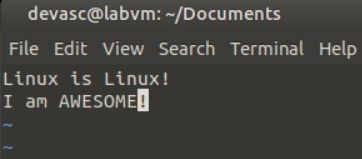 devasc@labvm: ~/Documents
File Edit View Search Terminal Help
Linux is Linux!
I am AWESOME!
~
~